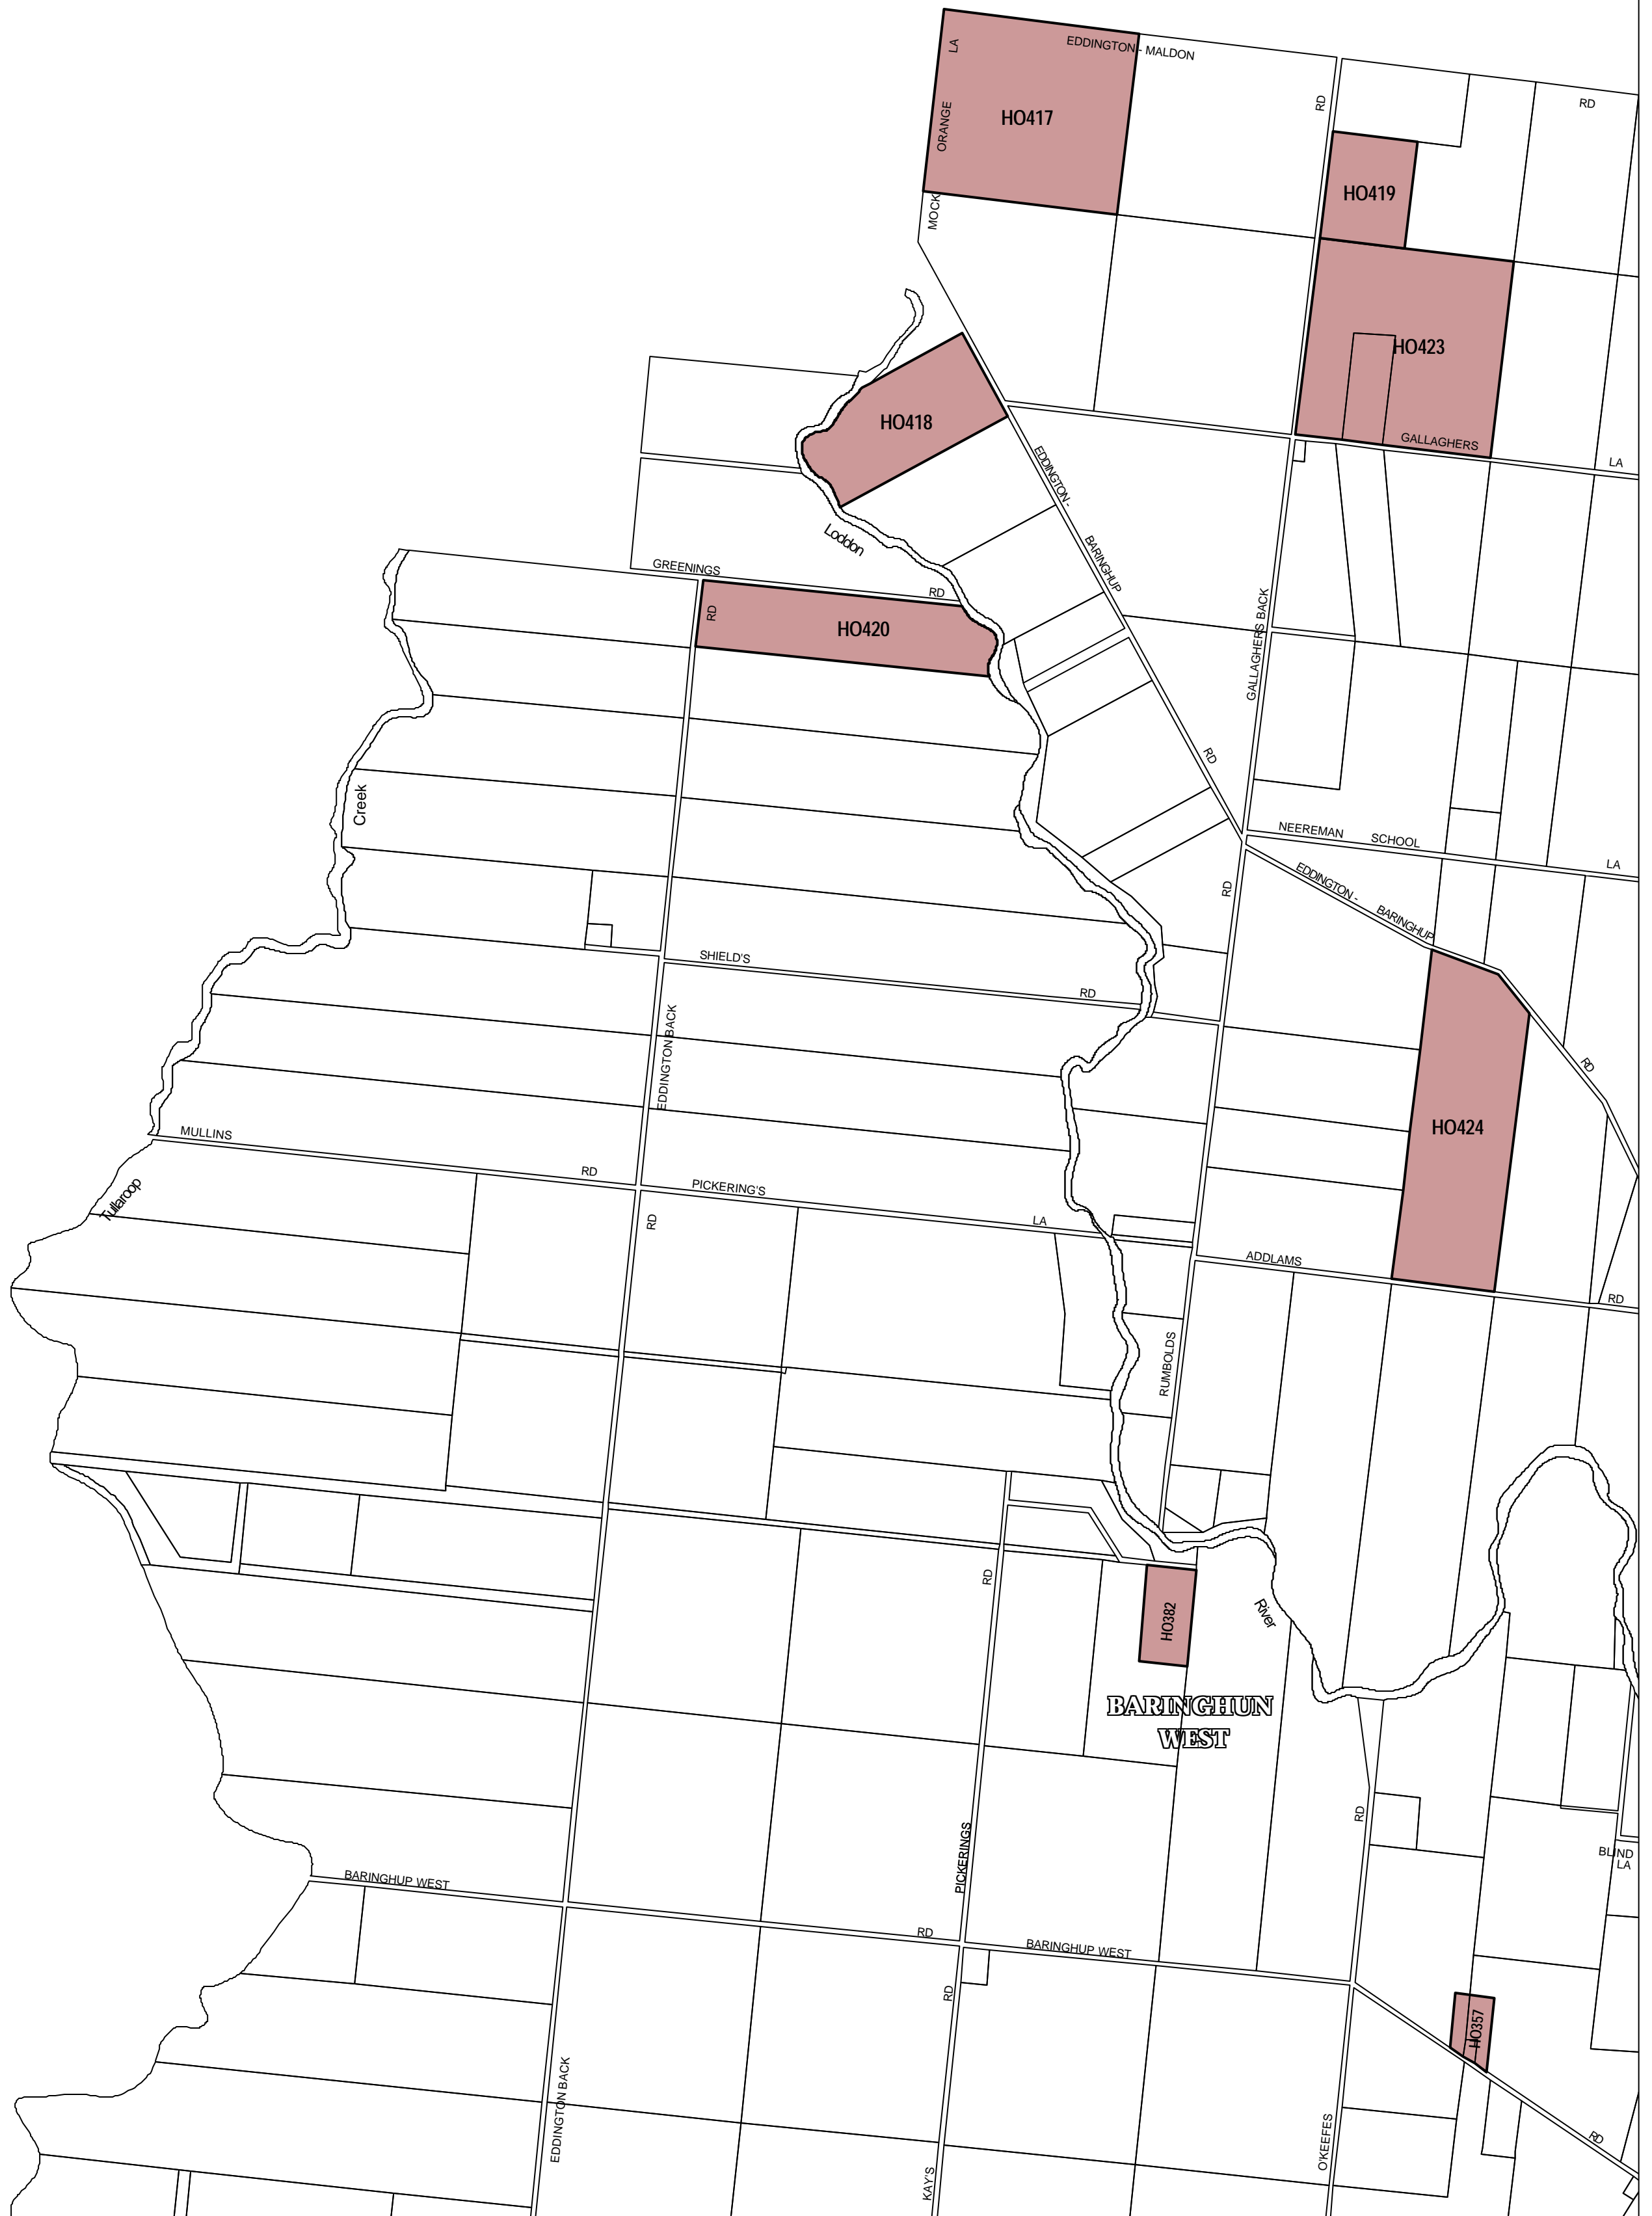 EDDINGTON - MALDON
RD
LA
ORANGE
MOCK
HO417
RD
HO419
HO423
GALLAGHERS
LA
HO418
EDDINGTON -
BARINGHUP
RD
Loddon
GREENINGS
RD
RD
HO420
GALLAGHERS BACK
RD
Creek
NEEREMAN SCHOOL
LA
EDDINGTON -
BARINGHUP
RD
SHIELD'S
RD
EDDINGTON BACK
RD
HO424
MULLINS
RD
PICKERING'S
LA
Tullaroop
ADDLAMS
RD
RUMBOLDS
RD
HO382
River
BARINGHUN
WEST
RD
PICKERINGS
BLIND
LA
BARINGHUP WEST
RD
BARINGHUP WEST
RD
HO357
RD
EDDINGTON BACK
KAY'S
O'KEEFES